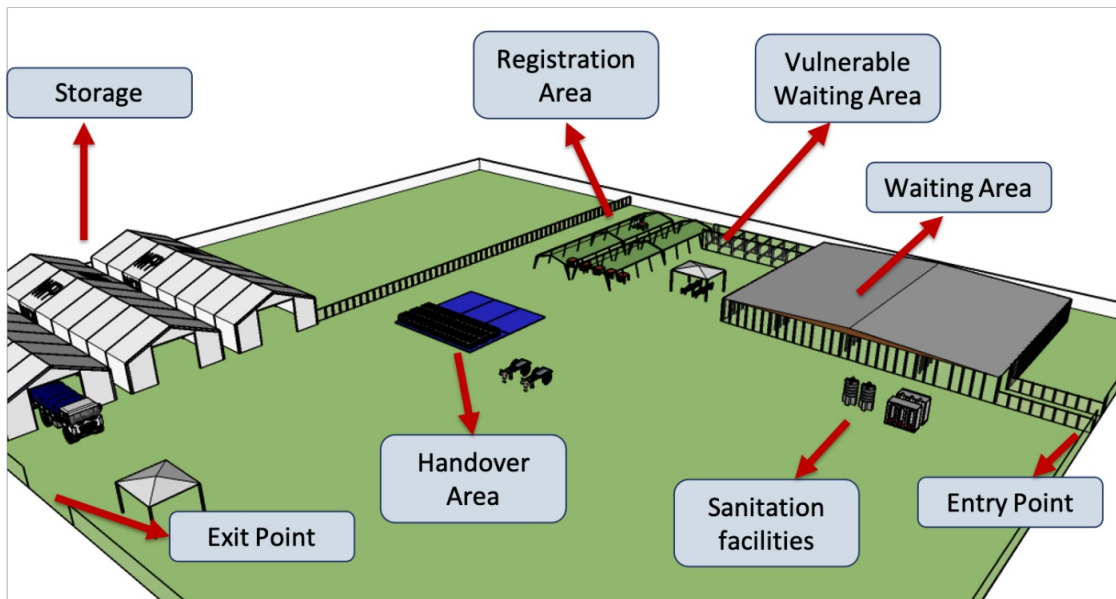 Storage
Registration
Area
Vulnerable
Waiting Area
Waiting Area
Handover
Area
Sanitation
facilities
Entry Point
Exit Point